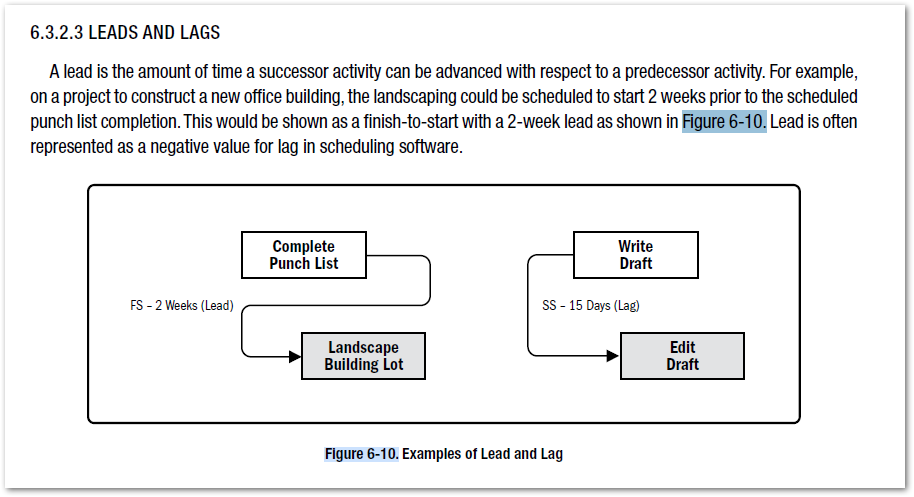 6.3.2.3 LEADS AND LAGS
A lead is the amount of time a successor activity can be advanced with respect to a predecessor activity. For example,
on a project to construct a new office building, the landscaping could be scheduled to start 2 weeks prior to the scheduled
punch list completion. This would be shown as a finish-to-start with a 2-week lead as shown in Figure 6-10. Lead is often
represented as a negative value for lag in scheduling software.
Complete
Punch List
FS – 2 Weeks (Lead)
Landscape
Building Lot
Write
Draft
SS – 15 Days (Lag)
Edit
Draft
Figure 6-10. Examples of Lead and Lag